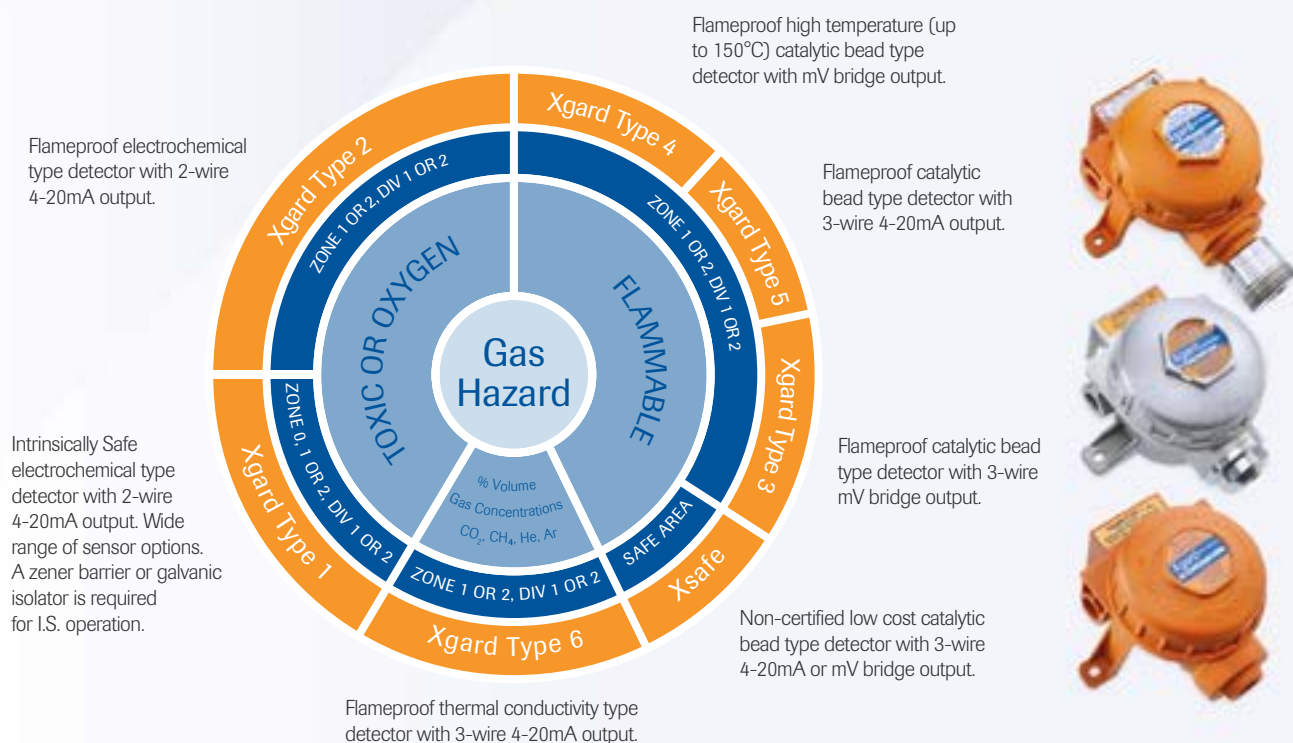 Flameproof high temperature (up
to 150°C) catalytic bead type
detector with mV bridge output.
Flameproof electrochemical
type detector with 2-wire
4-20mA output.
Flameproof catalytic
bead type detector with
3-wire 4-20mA output.
Xgard Type 2
Xgard Type 4
Xgard Type 5
ZONE 1 OR 2, DIV 1 OR 2
ZONE 1 OR 2, DIV 1 OR 2
TOXIC OR OXYGEN
FLAMMABLE
Gas
Hazard
Xgard Type 3
Intrinsically Safe
electrochemical type
detector with 2-wire
4-20mA output. Wide
range of sensor options.
A zener barrier or galvanic
isolator is required
for I.S. operation.
Xgard Type 1
ZONE 0, 1 OR 2, DIV 1 OR 2
% Volume
Gas Concentrations
CO₂, CH₄, He, Ar
ZONE 1 OR 2, DIV 1 OR 2
SAFE AREA
Xsafe
Xgard Type 6
Flameproof catalytic bead
type detector with 3-wire
mV bridge output.
Non-certified low cost catalytic
bead type detector with 3-wire
4-20mA or mV bridge output.
Flameproof thermal conductivity type
detector with 3-wire 4-20mA output.